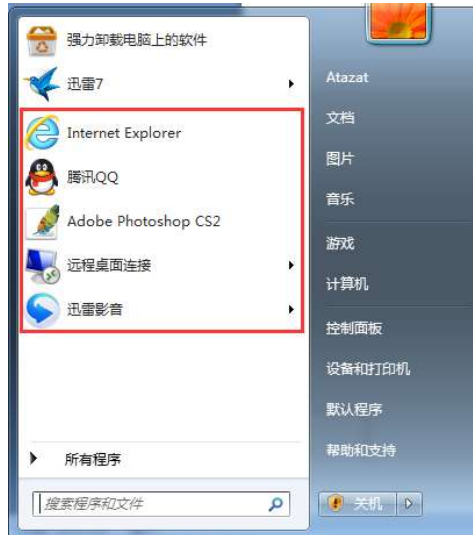 强力卸载电脑上的软件
迅雷7
Internet Explorer
腾讯QQ
Adobe Photoshop CS2
远程桌面连接
迅雷影音
所有程序
搜索程序和文件
Atazat
文档
图片
音乐
游戏
计算机
控制面板
设备和打印机
默认程序
帮助和支持
关机